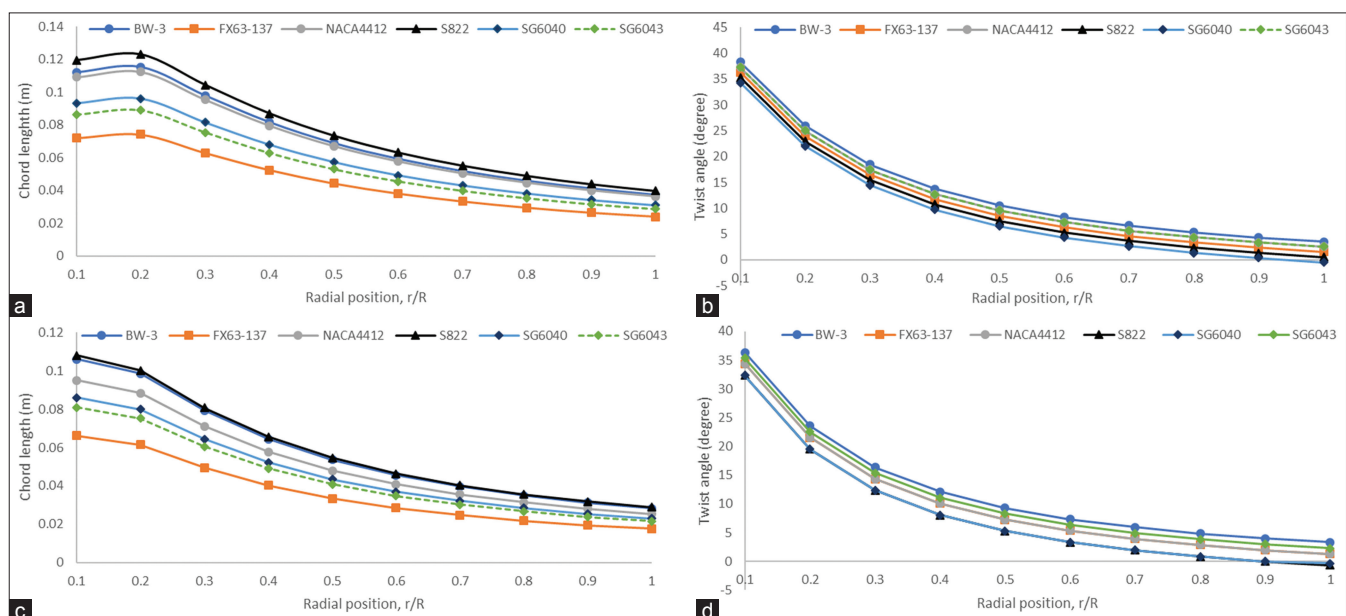 0.14
BW-3 FX63-137 NACA4412 S822 SG6040 SG6043
0.12
0.1
0.08
0.06
0.04
0.02
0
Chord lenghth (m)
0.1 0.2 0.3 0.4 0.5 0.6 0.7 0.8 0.9 1
Radial position, r/R
a
45
BW-3 FX63-137 NACA4412 S822 SG6040 SG6043
40
35
30
25
20
15
10
5
0
-5
Twist angle (degree)
0.1 0.2 0.3 0.4 0.5 0.6 0.7 0.8 0.9 1
Radial position, r/R
b
0.12
BW-3 FX63-137 NACA4412 S822 SG6040 SG6043
0.1
0.08
0.06
0.04
0.02
0
Chord length (m)
0.1 0.2 0.3 0.4 0.5 0.6 0.7 0.8 0.9 1
Radial position, r/R
c
40
BW-3 FX63-137 NACA4412 S822 SG6040 SG6043
35
30
25
20
15
10
5
0
-5
Twist angle (degree)
0.1 0.2 0.3 0.4 0.5 0.6 0.7 0.8 0.9 1
Radial position, r/R
d